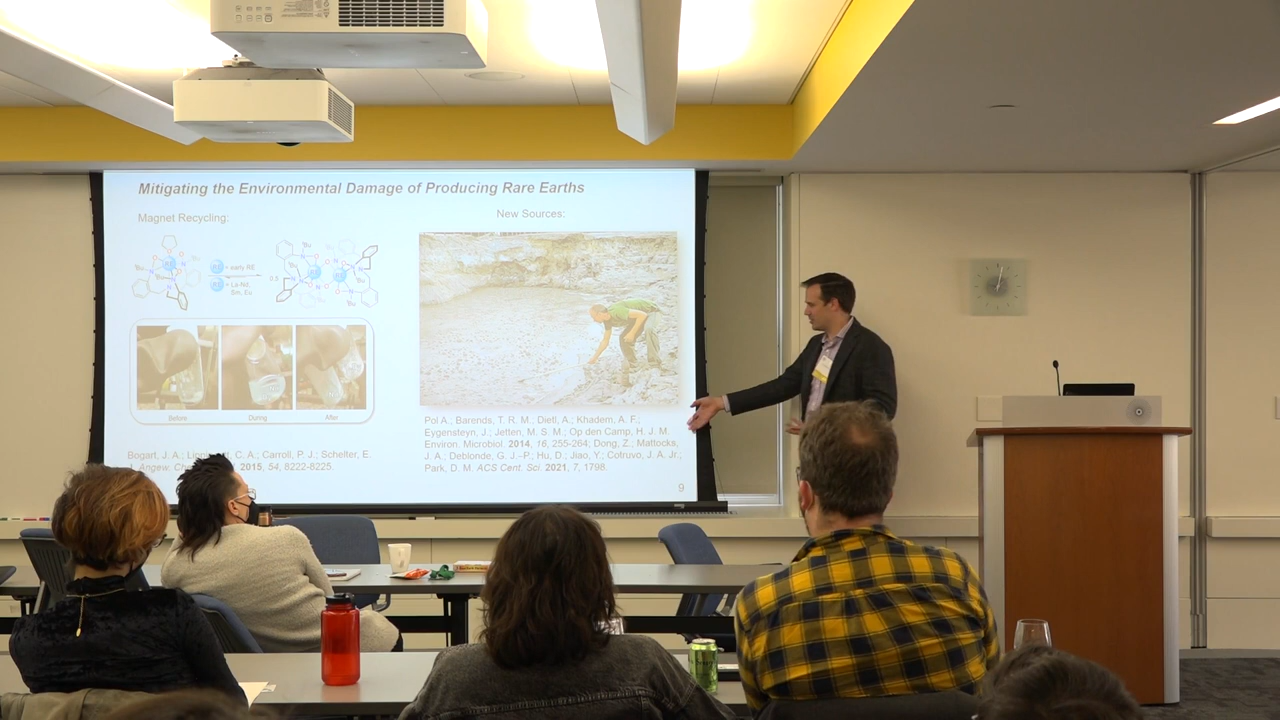 Mitigating the Environmental Damage of Producing Rare Earths
Magnet Recycling:
New Sources:
= early RE
= La-Nd,
Sm, Eu
0.5
Before
During
After
Bogart, J. A.; C. A.; Carroll, P. J.; Schelter, E.
2015, 54, 8222-8225.
Pol A.; Barends, T. R. M.; Dietl, A.; Khadem, A. F.,
Eygensteyn, J.; Jetten, M. S. M.; Op den Camp, H. J. M.
Environ. Microbiol. 2014, 16, 255-264; Dong, Z.; Mattocks,
J. A.; Deblonde, G. J.-P.; Hu, D.; Jiao, Y.; Cotruvo, J. A. Jr.;
Park, D. M. ACS Cent. Sci. 2021, 7, 1798.
9